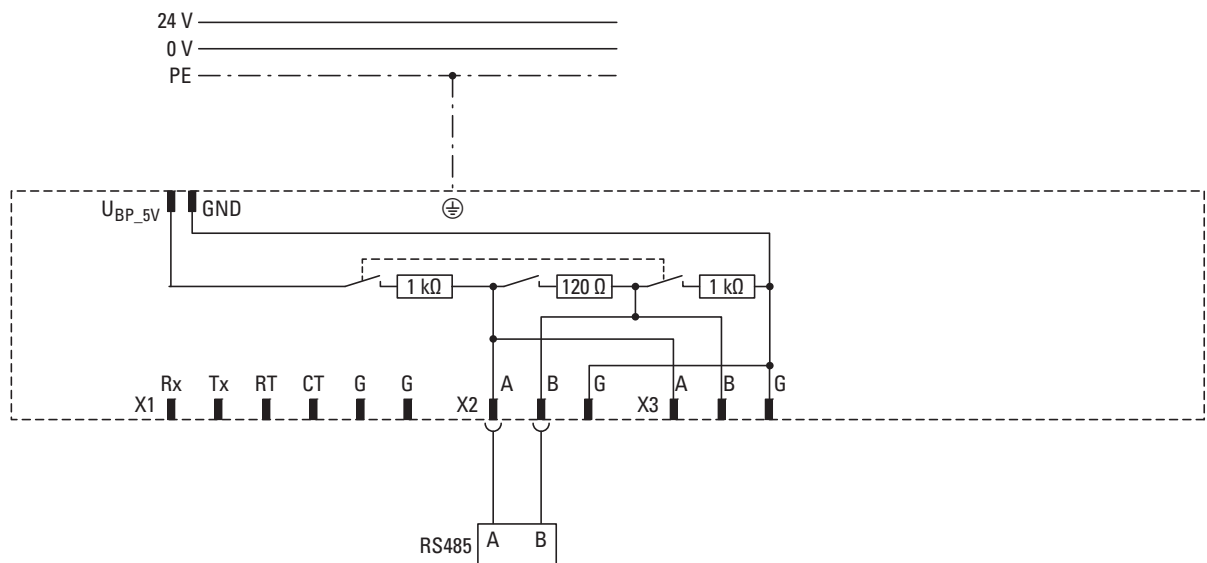 24 V
0 V
PE
U_BP_5V GND
1 kΩ 120 Ω 1 kΩ
Rx Tx RT CT G G A B G A B G
X1 X2 X3
RS485 A B